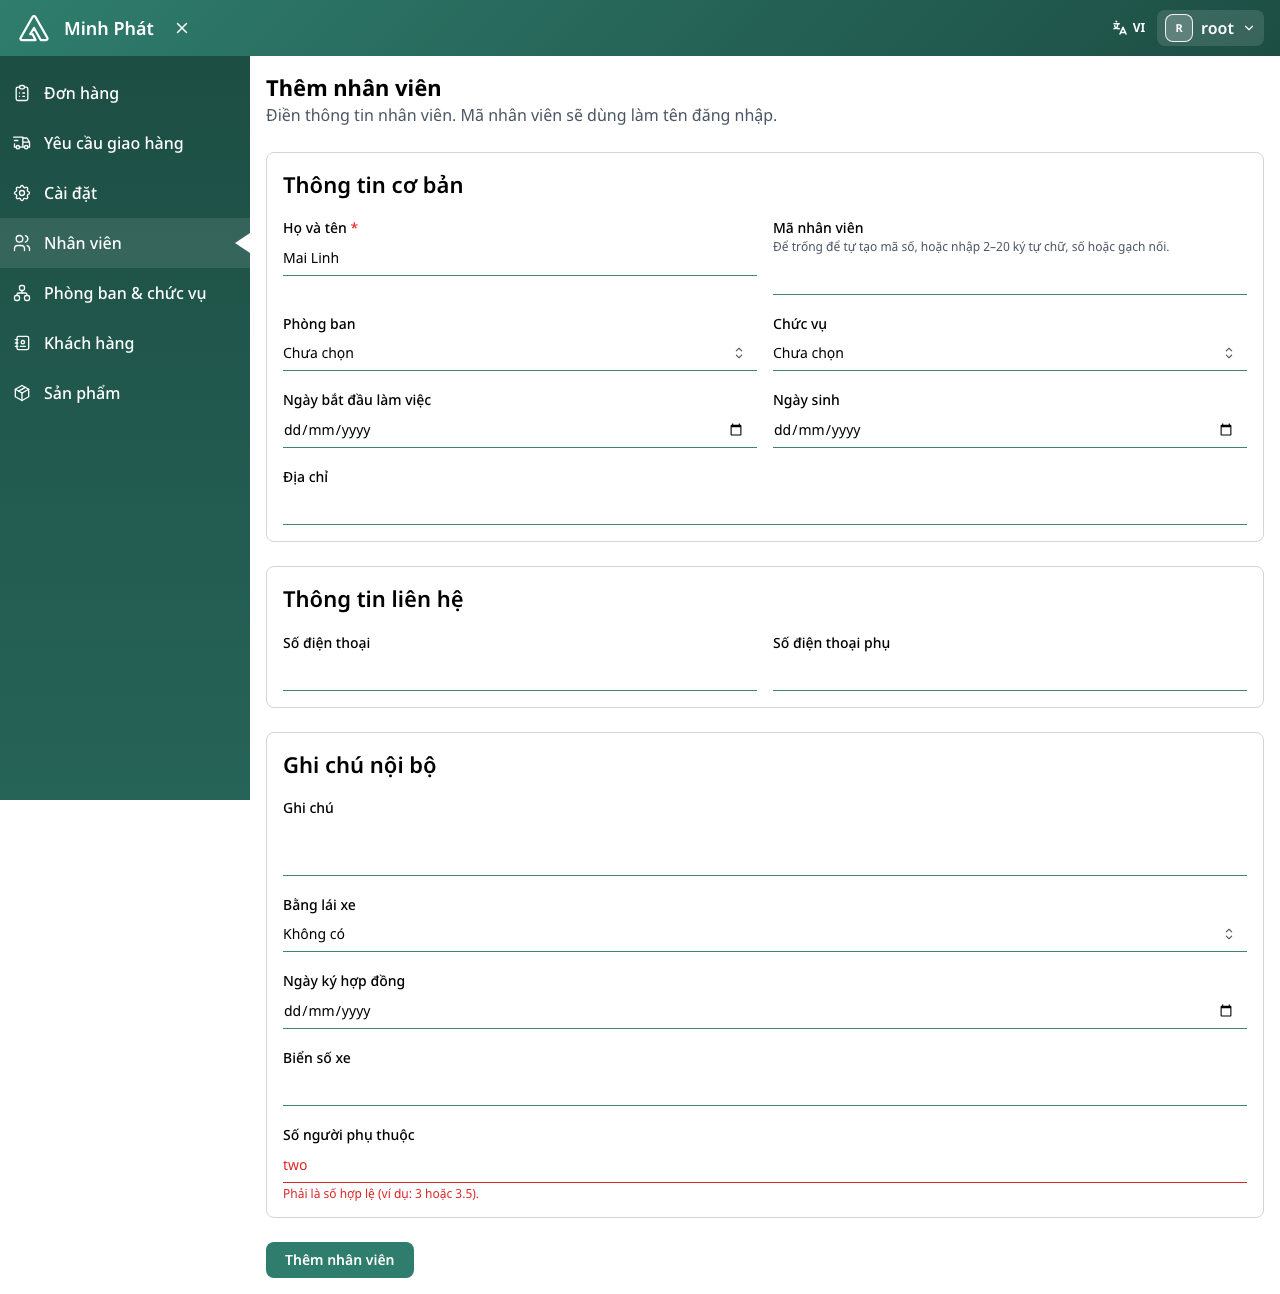 Minh Phát
VI
R
root
Đơn hàng
Yêu cầu giao hàng
Cài đặt
Nhân viên
Phòng ban & chức vụ
Khách hàng
Sản phẩm
Thêm nhân viên
Điền thông tin nhân viên. Mã nhân viên sẽ dùng làm tên đăng nhập.
Thông tin cơ bản
Họ và tên *
Mai Linh
Mã nhân viên
Để trống để tự tạo mã số, hoặc nhập 2–20 ký tự chữ, số hoặc gạch nối.
Phòng ban
Chưa chọn
Chức vụ
Chưa chọn
Ngày bắt đầu làm việc
dd/mm/yyyy
Ngày sinh
dd/mm/yyyy
Địa chỉ
Thông tin liên hệ
Số điện thoại
Số điện thoại phụ
Ghi chú nội bộ
Ghi chú
Bằng lái xe
Không có
Ngày ký hợp đồng
dd/mm/yyyy
Biển số xe
Số người phụ thuộc
two
Phải là số hợp lệ (ví dụ: 3 hoặc 3.5).
Thêm nhân viên